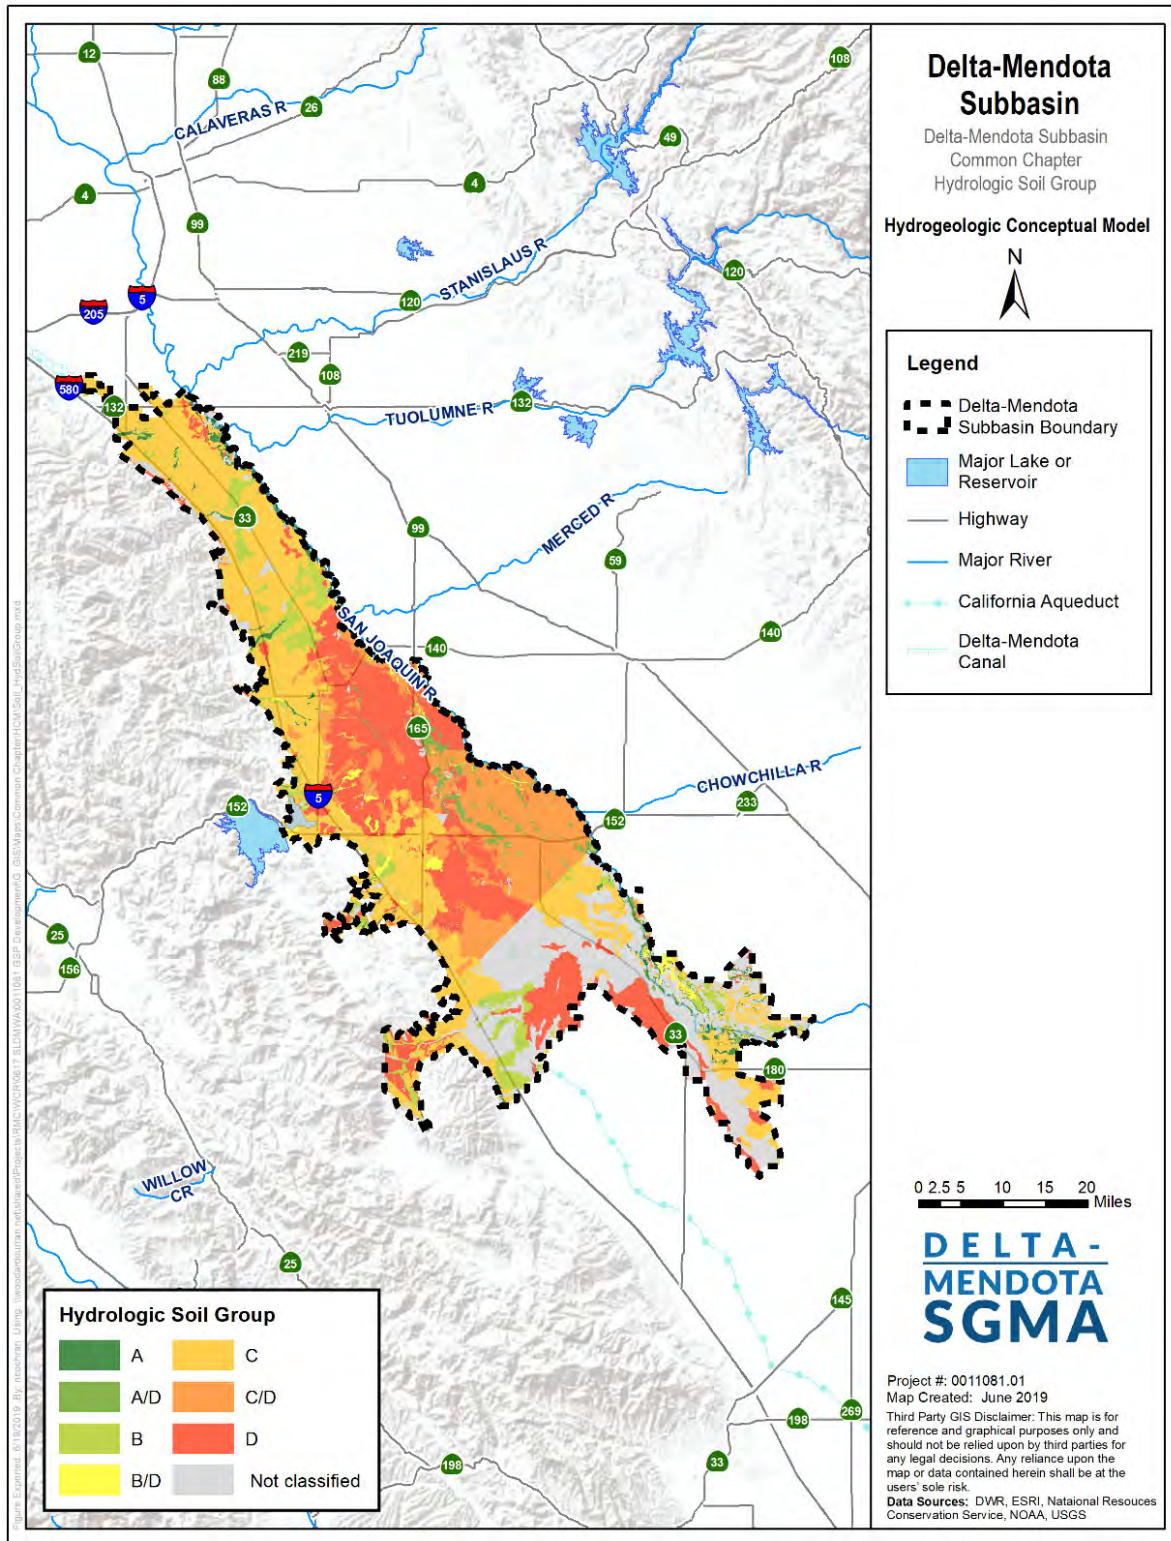 Delta-Mendota
Subbasin
Delta-Mendota Subbasin
Common Chapter
Hydrologic Soil Group
Hydrogeologic Conceptual Model
N
Legend
Delta-Mendota
Subbasin Boundary
Major Lake or
Reservoir
Highway
Major River
California Aqueduct
Delta-Mendota
Canal
0 2.5 5 10 15 20
Miles
DELTA-
MENDOTA
SGMA
Project #: 0011081.01
Map Created: June 2019
Third Party GIS Disclaimer: This map is for
reference and graphical purposes only and
should not be relied upon by third parties for
any legal decisions. Any reliance upon the
map or data contained herein shall be at the
users' sole risk.
Data Sources: DWR, ESRI, Nataional Resouces
Conservation Service, NOAA, USGS
12
88
26
108
CALAVERAS R
49
4
4
99
STANISLAUS R
120
5
205
120
219
108
580
132
TUOLUMNE R
132
33
99
MERCED R
59
SAN JOAQUIN R
140
140
165
CHOWCHILLA R
5
152
233
152
25
156
33
180
WILLOW
CR
25
145
269
198
33
198
Hydrologic Soil Group
A
C
A/D
C/D
B
D
B/D
Not classified